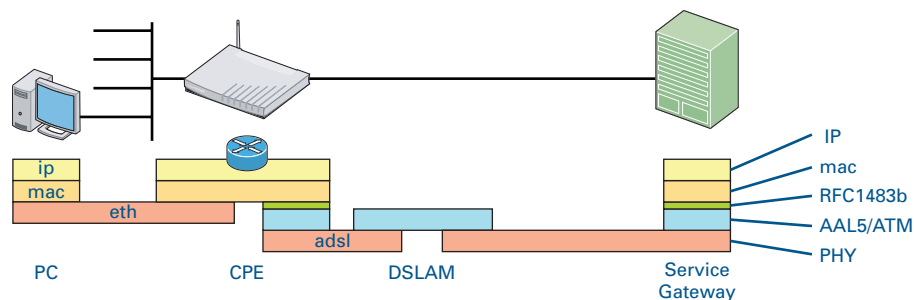 IP
ip
mac
mac
RFC1483b
eth
AAL5/ATM
adsl
PHY
PC
CPE
DSLAM
Service
Gateway